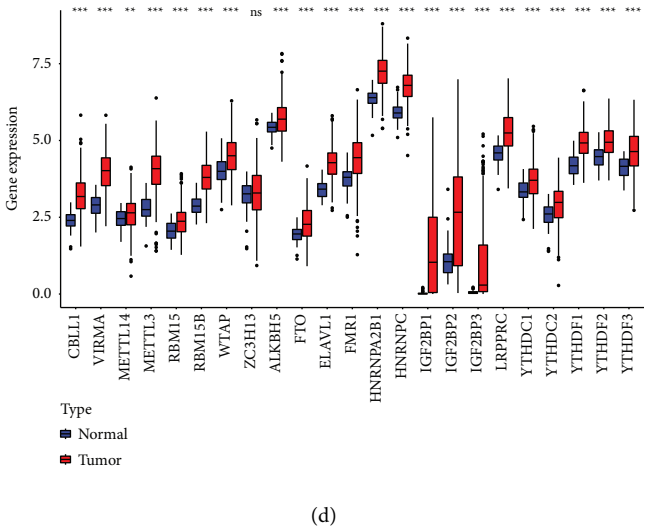 *** *** ** *** *** *** *** ns *** *** *** *** *** *** *** *** *** *** *** *** *** *** ***
Gene expression
7.5
5.0
2.5
0.0
CBLL1
VIRMA
METTL14
METTL3
RBM15
RBM15B
WTAP
ZC3H13
ALKBH5
FTO
ELAVL1
FMR1
HNRNPA2B1
HNRNPC
IGF2BP1
IGF2BP2
IGF2BP3
LRPPRC
YTHDC1
YTHDC2
YTHDF1
YTHDF2
YTHDF3
Type
Normal
Tumor
(d)